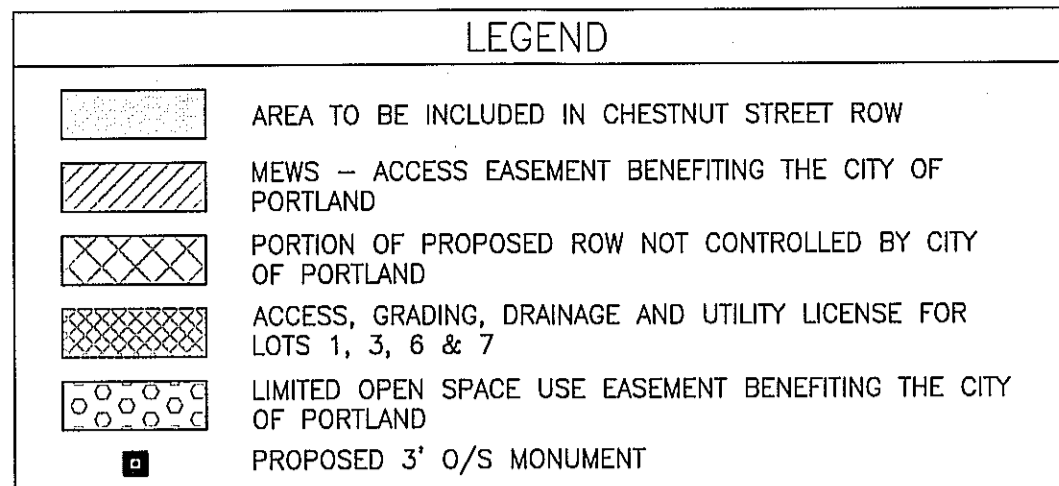 LEGEND
AREA TO BE INCLUDED IN CHESTNUT STREET ROW
MEWS – ACCESS EASEMENT BENEFITING THE CITY OF
PORTLAND
PORTION OF PROPOSED ROW NOT CONTROLLED BY CITY
OF PORTLAND
ACCESS, GRADING, DRAINAGE AND UTILITY LICENSE FOR
LOTS 1, 3, 6 & 7
LIMITED OPEN SPACE USE EASEMENT BENEFITING THE CITY
OF PORTLAND
PROPOSED 3' O/S MONUMENT